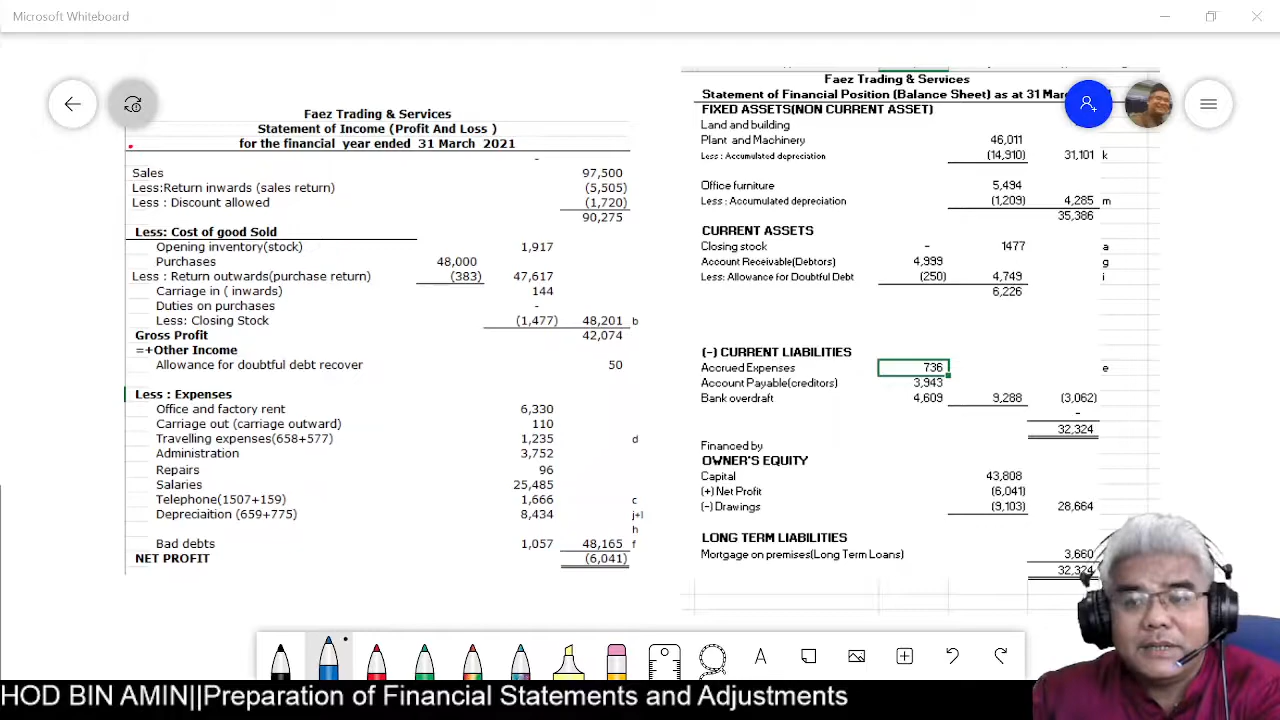 Microsoft Whiteboard
Faez Trading & Services
Statement of Income (Profit And Loss )
for the financial year ended 31 March 2021
-
Sales 97,500
Less:Return inwards (sales return) (5,505)
Less : Discount allowed (1,720)
90,275
Less: Cost of good Sold
Opening inventory(stock) 1,917
Purchases 48,000
Less : Return outwards(purchase return) (383) 47,617
Carriage in ( inwards) 144
Duties on purchases -
Less: Closing Stock (1,477) 48,201 b
Gross Profit 42,074
=+Other Income
Allowance for doubtful debt recover 50
Less : Expenses
Office and factory rent 6,330
Carriage out (carriage outward) 110
Travelling expenses(658+577) 1,235 d
Administration 3,752
Repairs 96
Salaries 25,485
Telephone(1507+159) 1,666 c
Depreciaition (659+775) 8,434 j+l
h
Bad debts 1,057 48,165 f
NET PROFIT (6,041)
Faez Trading & Services
Statement of Financial Position (Balance Sheet) as at 31
FIXED ASSETS(NON CURRENT ASSET)
Land and building
Plant and Machinery 46,011
Less : Accumulated depreciation (14,910) 31,101 k
Office furniture 5,494
Less : Accumulated depreciation (1,209) 4,285 m
35,386
CURRENT ASSETS
Closing stock - 1477 a
Account Receivable(Debtors) 4,999 g
Less: Allowance for Doubtful Debt (250) 4,749 i
6,226
(-) CURRENT LIABILITIES
Accrued Expenses 736 e
Account Payable(creditors) 3,943
Bank overdraft 4,609 9,288 (3,062)
-
32,324
Financed by
OWNER'S EQUITY
Capital 43,808
(+) Net Profit (6,041)
(-) Drawings (9,103) 28,664
LONG TERM LIABILITIES
Mortgage on premises(Long Term Loans) 3,660
32,324
A
HOD BIN AMIN||Preparation of Financial Statements and Adjustments